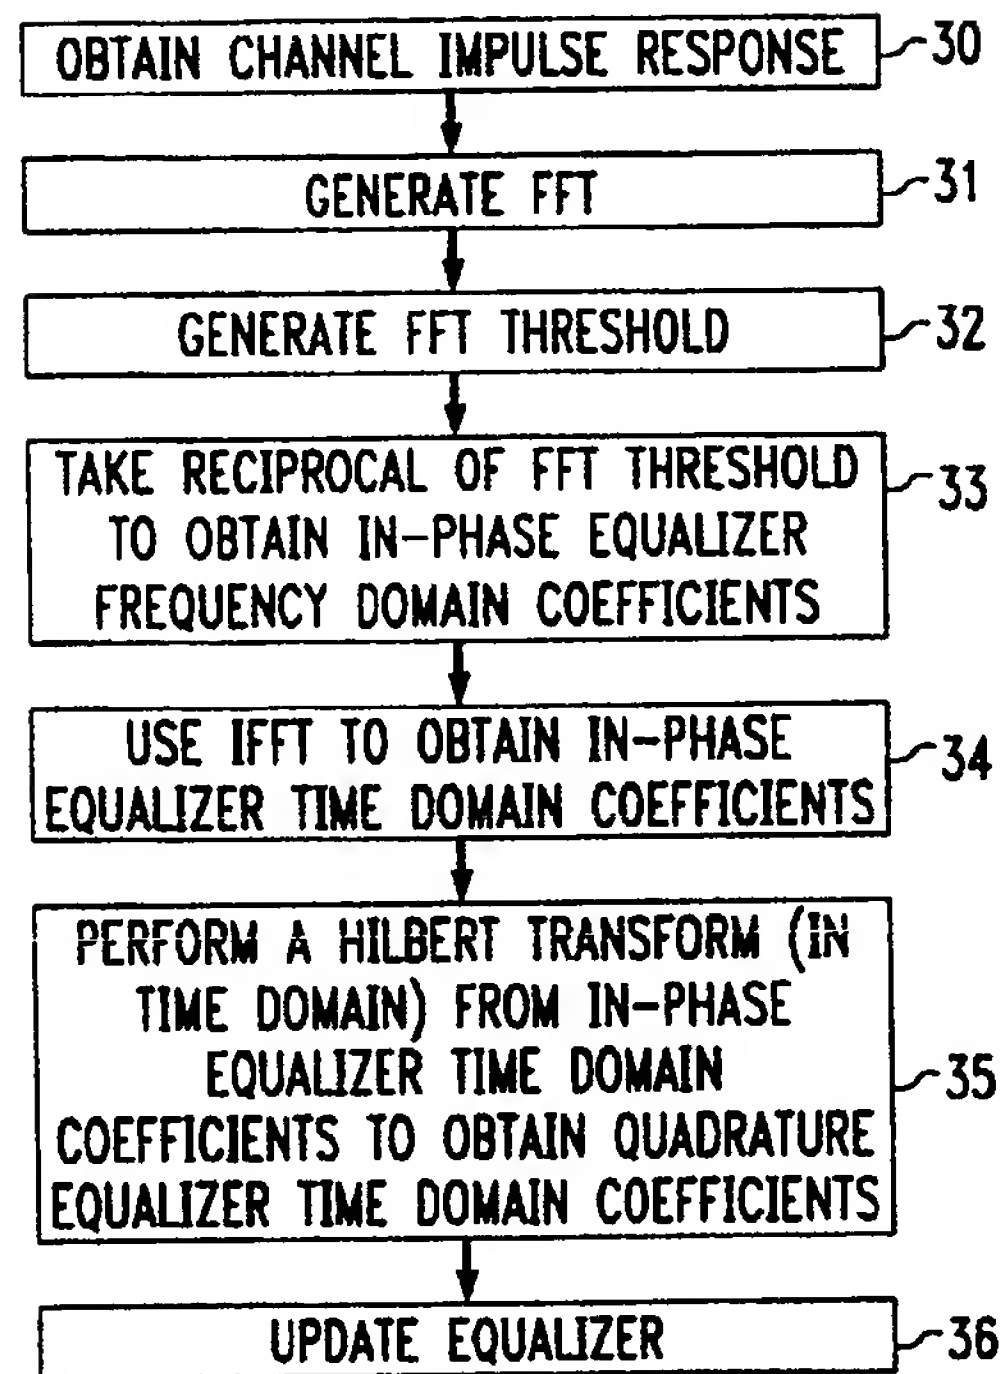 OBTAIN CHANNEL IMPULSE RESPONSE
30
GENERATE FFT
31
GENERATE FFT THRESHOLD
32
TAKE RECIPROCAL OF FFT THRESHOLD
TO OBTAIN IN-PHASE EQUALIZER
FREQUENCY DOMAIN COEFFICIENTS
33
USE IFFT TO OBTAIN IN-PHASE
EQUALIZER TIME DOMAIN COEFFICIENTS
34
PERFORM A HILBERT TRANSFORM (IN
TIME DOMAIN) FROM IN-PHASE
EQUALIZER TIME DOMAIN
COEFFICIENTS TO OBTAIN QUADRATURE
EQUALIZER TIME DOMAIN COEFFICIENTS
35
UPDATE EQUALIZER
36